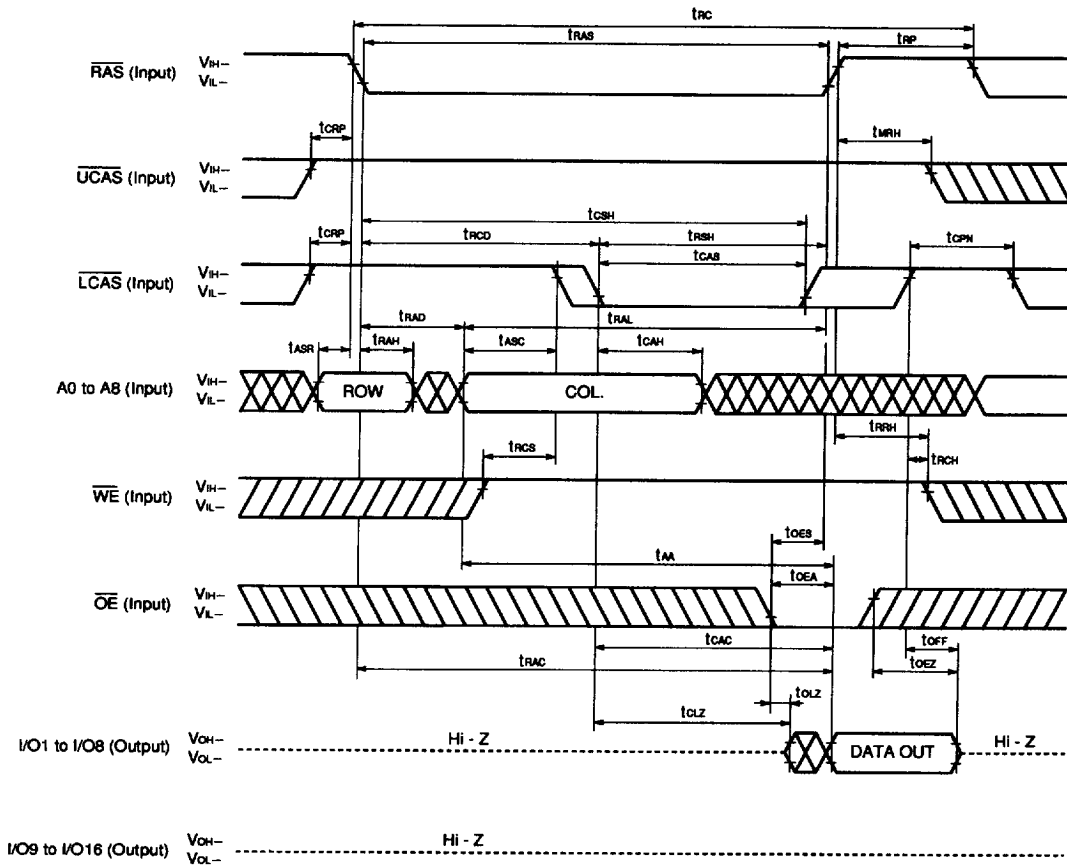 tRC
tRAS
tRP
RAS (Input)
VIH–
VIL–
tCRP
tMRH
UCAS (Input)
VIH–
VIL–
tCSH
tCRP
tRCD
tRSH
tCPN
tCAS
LCAS (Input)
VIH–
VIL–
tRAD
tRAL
tASR
tRAH
tASC
tCAH
A0 to A8 (Input)
VIH–
VIL–
ROW
COL.
tRRH
tRCS
tRCH
WE (Input)
VIH–
VIL–
tOES
tAA
tOEA
OE (Input)
VIH–
VIL–
tCAC
tOFF
tRAC
tOEZ
tOLZ
tCLZ
I/O1 to I/O8 (Output)
VOH–
VOL–
Hi - Z
DATA OUT
Hi - Z
I/O9 to I/O16 (Output)
VOH–
VOL–
Hi - Z